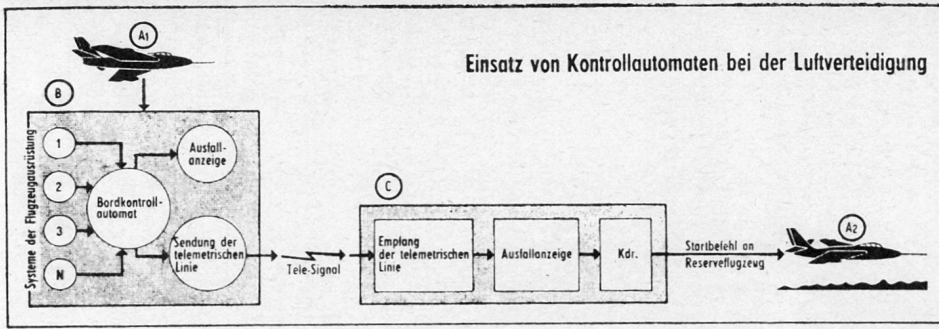 Einsatz von Kontrollautomaten bei der Luftverteidigung
A1
B
Systeme der Flugzeugausrüstung
1
2
3
N
Bordkontroll-
automat
Ausfall-
anzeige
Sendung der
telemetrischen
Linie
Tele-Signal
C
Empfang
der telemetrischen
Linie
Ausfallanzeige
Kdr.
Startbefehl an
Reserveflugzeug
A2